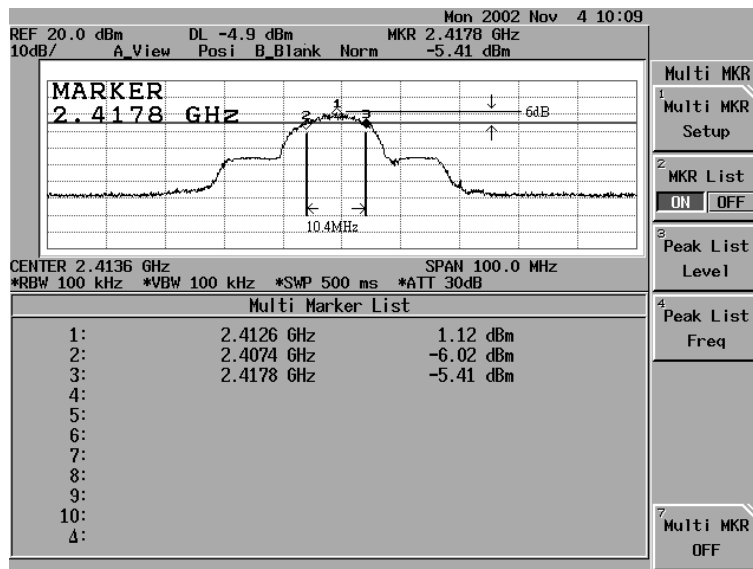 Mon 2002 Nov 4 10:09
REF 20.0 dBm DL -4.9 dBm MKR 2.4178 GHz
10dB/ A_View Posi B_Blank Norm -5.41 dBm
MARKER
2.4178 GHz
1
2
3
6dB
10.4MHz
CENTER 2.4136 GHz SPAN 100.0 MHz
*RBW 100 kHz *VBW 100 kHz *SWP 500 ms *ATT 30dB
Multi Marker List
1: 2.4126 GHz 1.12 dBm
2: 2.4074 GHz -6.02 dBm
3: 2.4178 GHz -5.41 dBm
4:
5:
6:
7:
8:
9:
10:
Δ:
Multi MKR
1
Multi MKR
Setup
2
MKR List
ON OFF
3
Peak List
Level
4
Peak List
Freq
7
Multi MKR
OFF